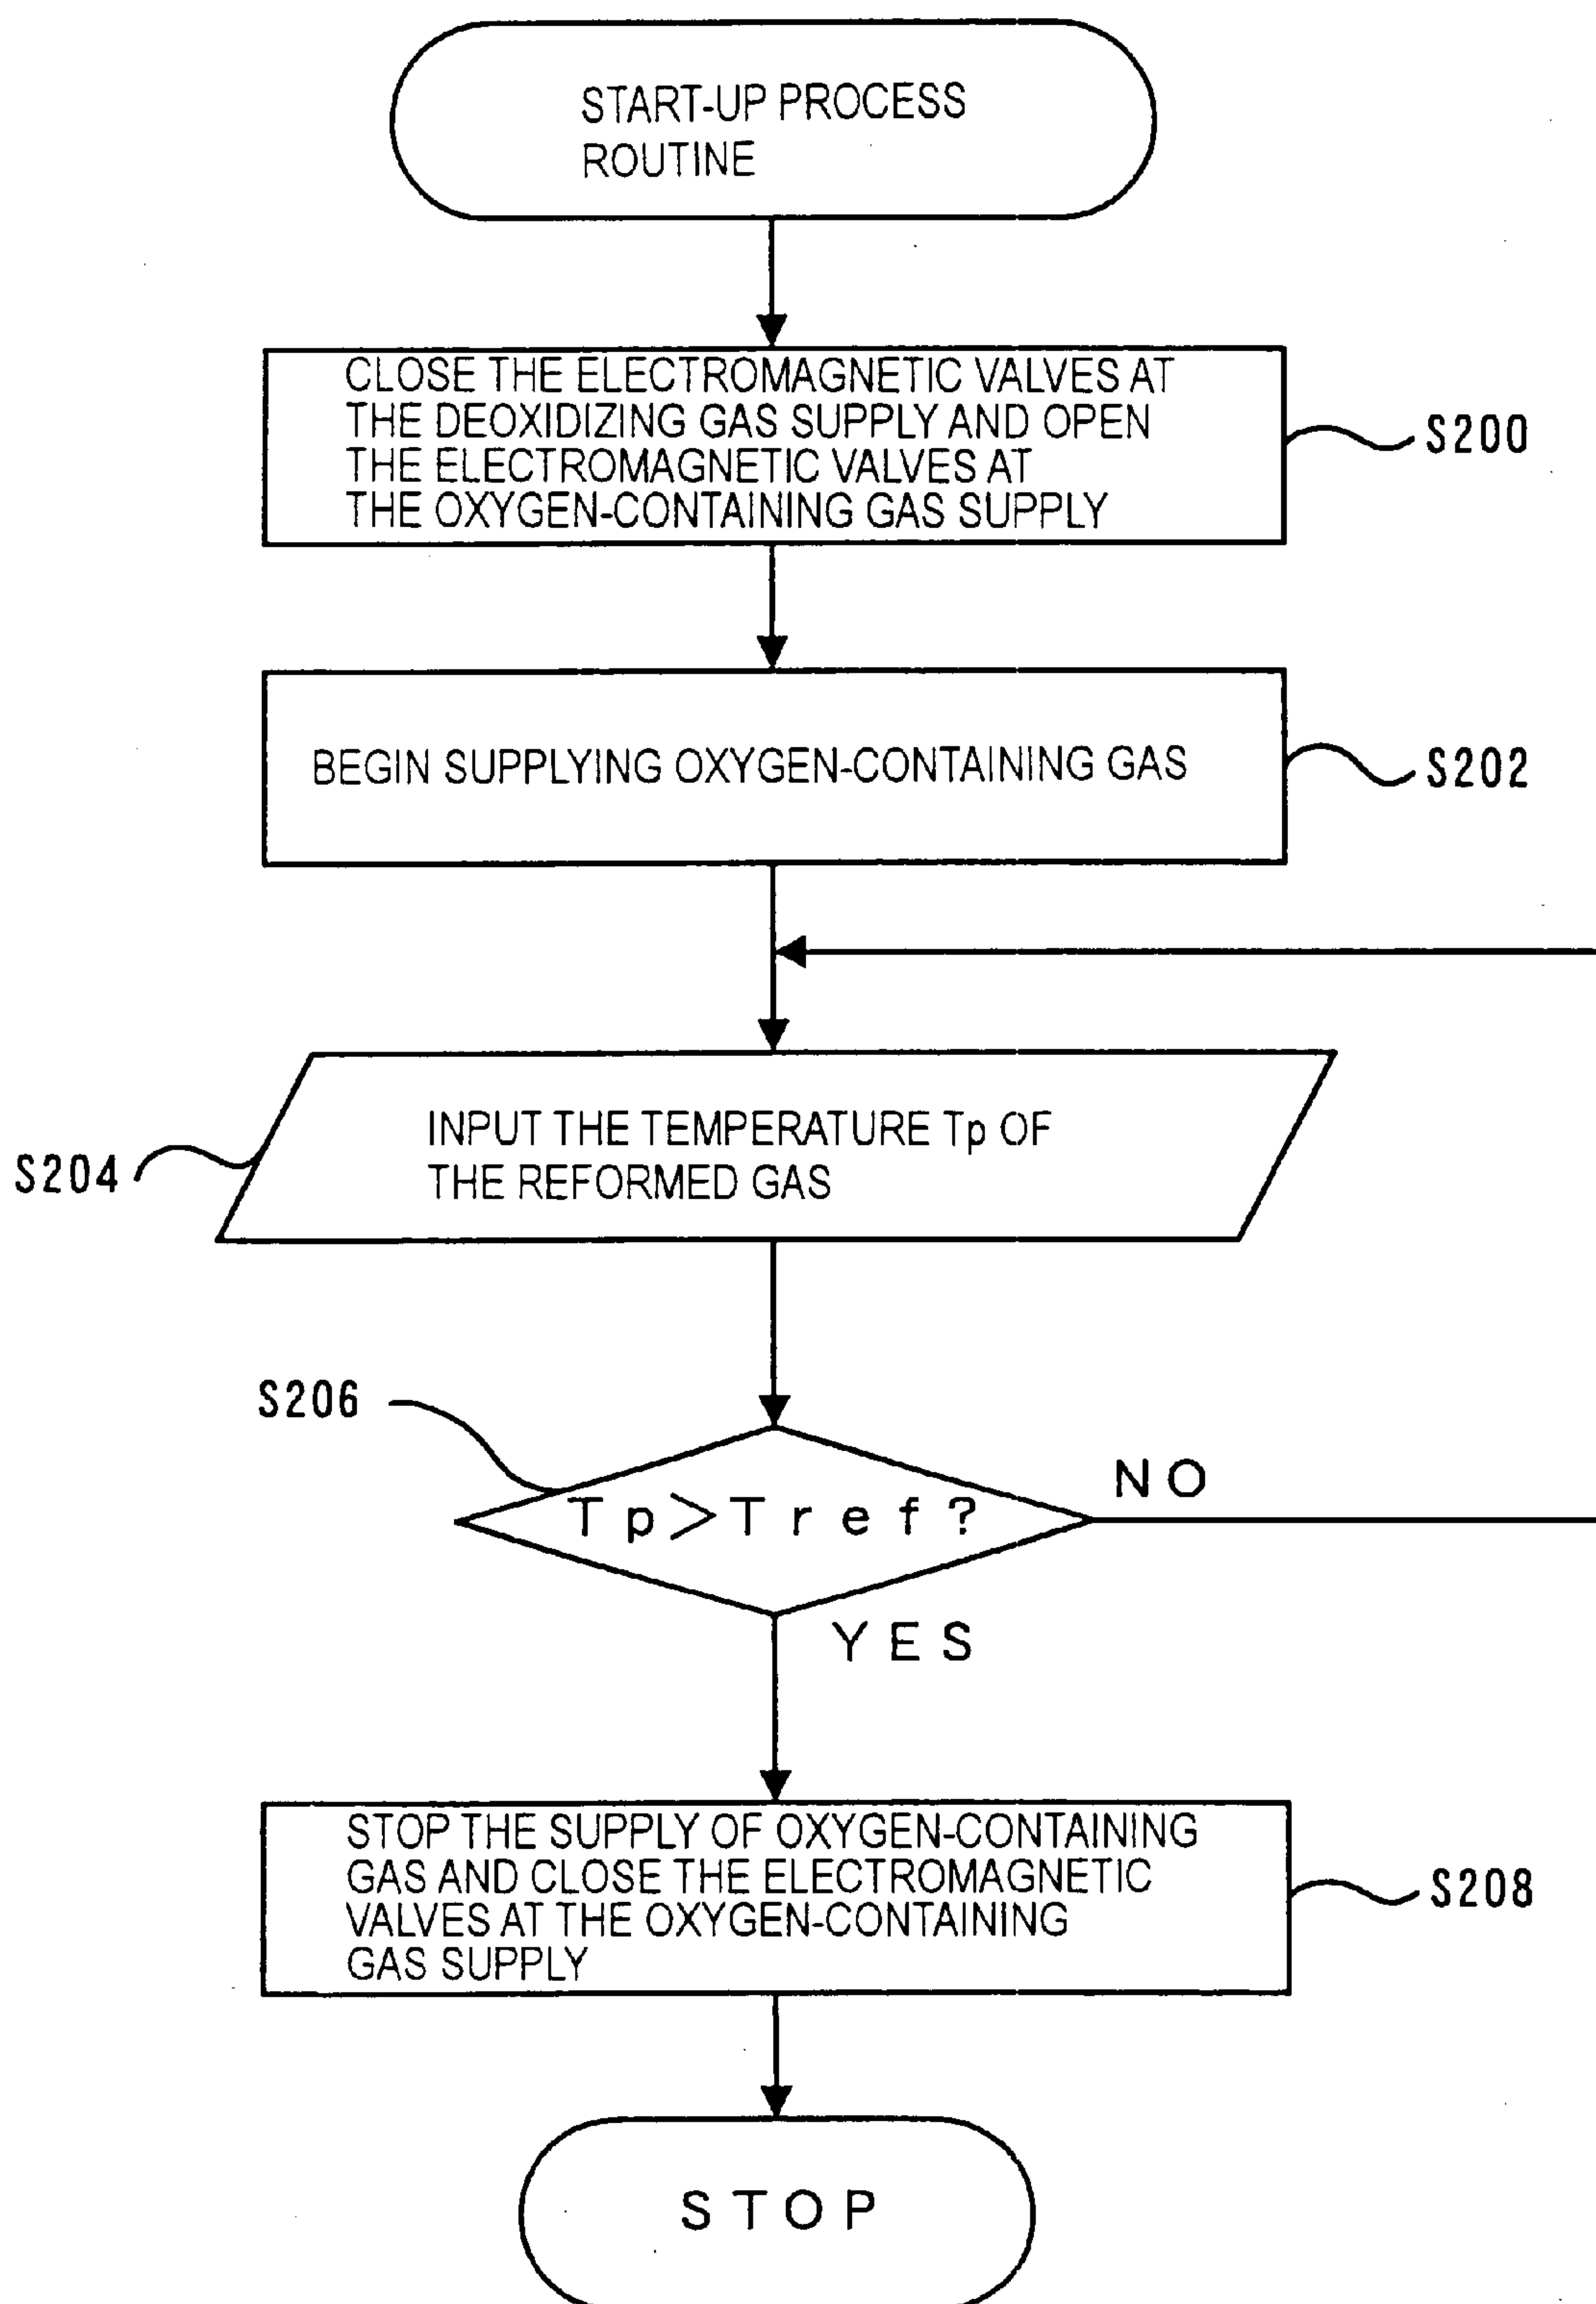 START-UP PROCESS
ROUTINE
CLOSE THE ELECTROMAGNETIC VALVES AT
THE DEOXIDIZING GAS SUPPLY AND OPEN
THE ELECTROMAGNETIC VALVES AT
THE OXYGEN-CONTAINING GAS SUPPLY
S200
BEGIN SUPPLYING OXYGEN-CONTAINING GAS
S202
INPUT THE TEMPERATURE Tp OF
THE REFORMED GAS
S204
S206
Tp>Tref?
NO
YES
STOP THE SUPPLY OF OXYGEN-CONTAINING
GAS AND CLOSE THE ELECTROMAGNETIC
VALVES AT THE OXYGEN-CONTAINING
GAS SUPPLY
S208
STOP